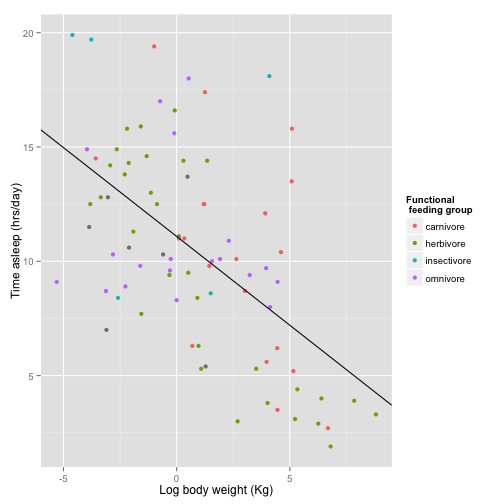 20
15
10
5
-5
0
5
Time asleep (hrs/day)
Log body weight (Kg)
Functional
feeding group
carnivore
herbivore
insectivore
omnivore